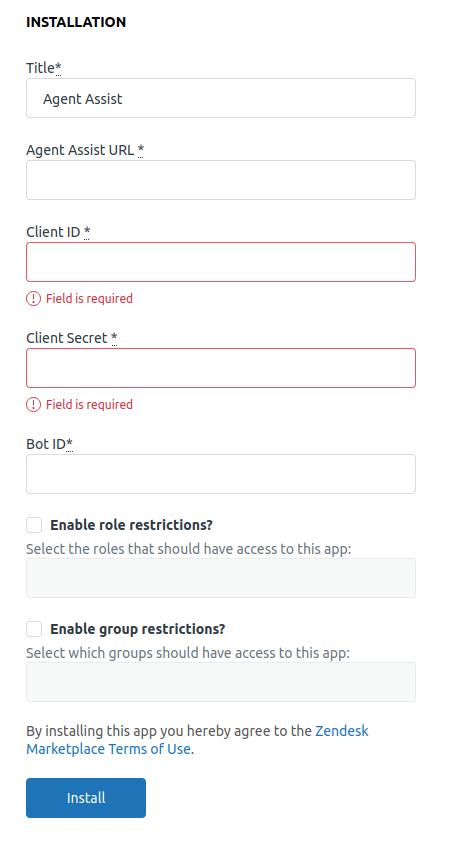 INSTALLATION
Title*
Agent Assist
Agent Assist URL *
Client ID *
Field is required
Client Secret *
Field is required
Bot ID*
Enable role restrictions?
Select the roles that should have access to this app:
Enable group restrictions?
Select which groups should have access to this app:
By installing this app you hereby agree to the Zendesk
Marketplace Terms of Use.
Install